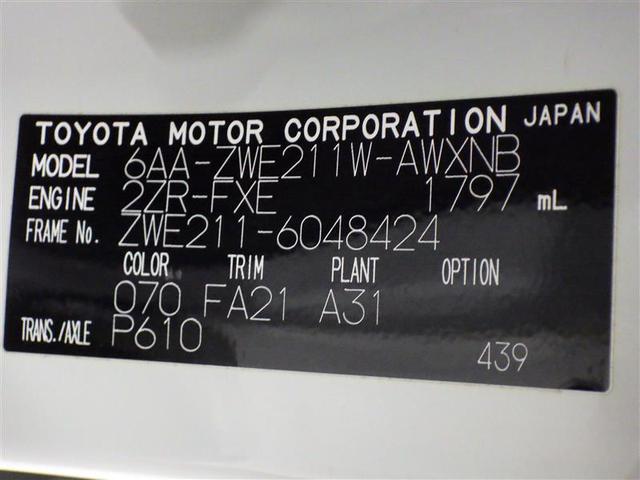 TOYOTA MOTOR CORPORATION JAPAN
MODEL 6AA-ZWE211W-AWXNB
ENGINE 2ZR-FXE 1797 mL
FRAME No. ZWE211-6048424
COLOR TRIM PLANT OPTION
070 FA21 A31
TRANS./AXLE P610
439